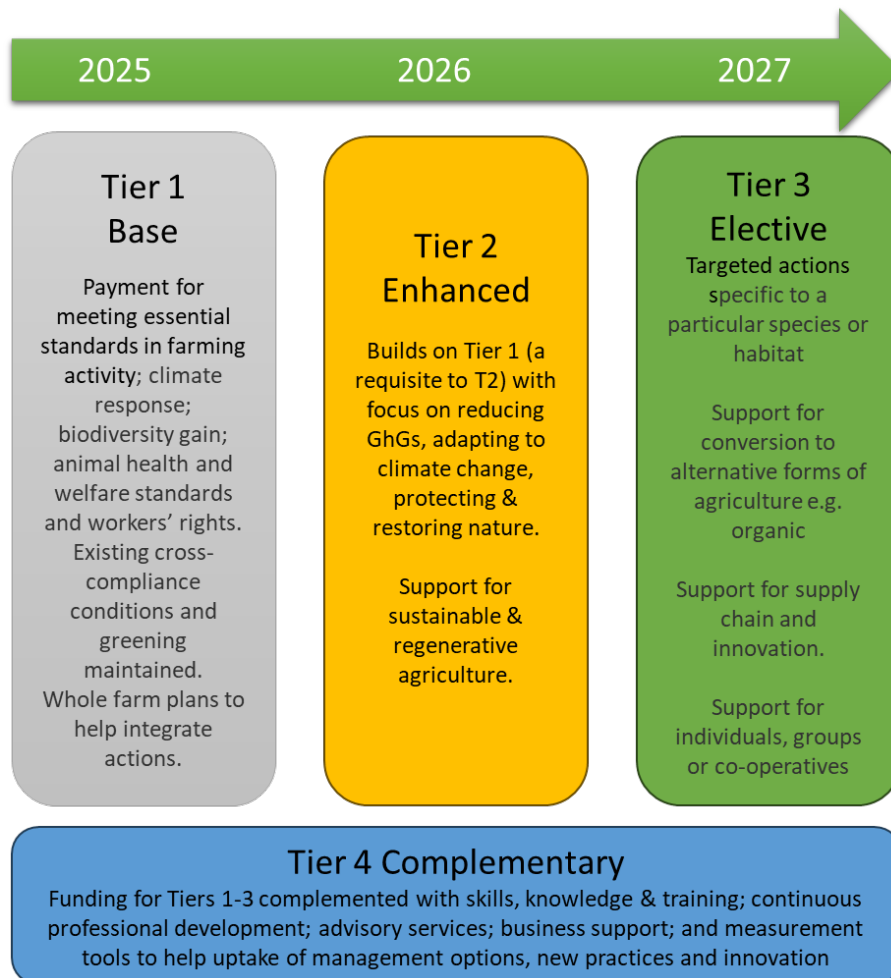 2025 2026 2027
Tier 1
Base
Payment for
meeting essential
standards in farming
activity; climate
response;
biodiversity gain;
animal health and
welfare standards
and workers’ rights.
Existing cross-
compliance
conditions and
greening
maintained.
Whole farm plans to
help integrate
actions.
Tier 2
Enhanced
Builds on Tier 1 (a
requisite to T2) with
focus on reducing
GhGs, adapting to
climate change,
protecting &
restoring nature.
Support for
sustainable &
regenerative
agriculture.
Tier 3
Elective
Targeted actions
specific to a
particular species or
habitat
Support for
conversion to
alternative forms of
agriculture e.g.
organic
Support for supply
chain and
innovation.
Support for
individuals, groups
or co-operatives
Tier 4 Complementary
Funding for Tiers 1-3 complemented with skills, knowledge & training; continuous
professional development; advisory services; business support; and measurement
tools to help uptake of management options, new practices and innovation